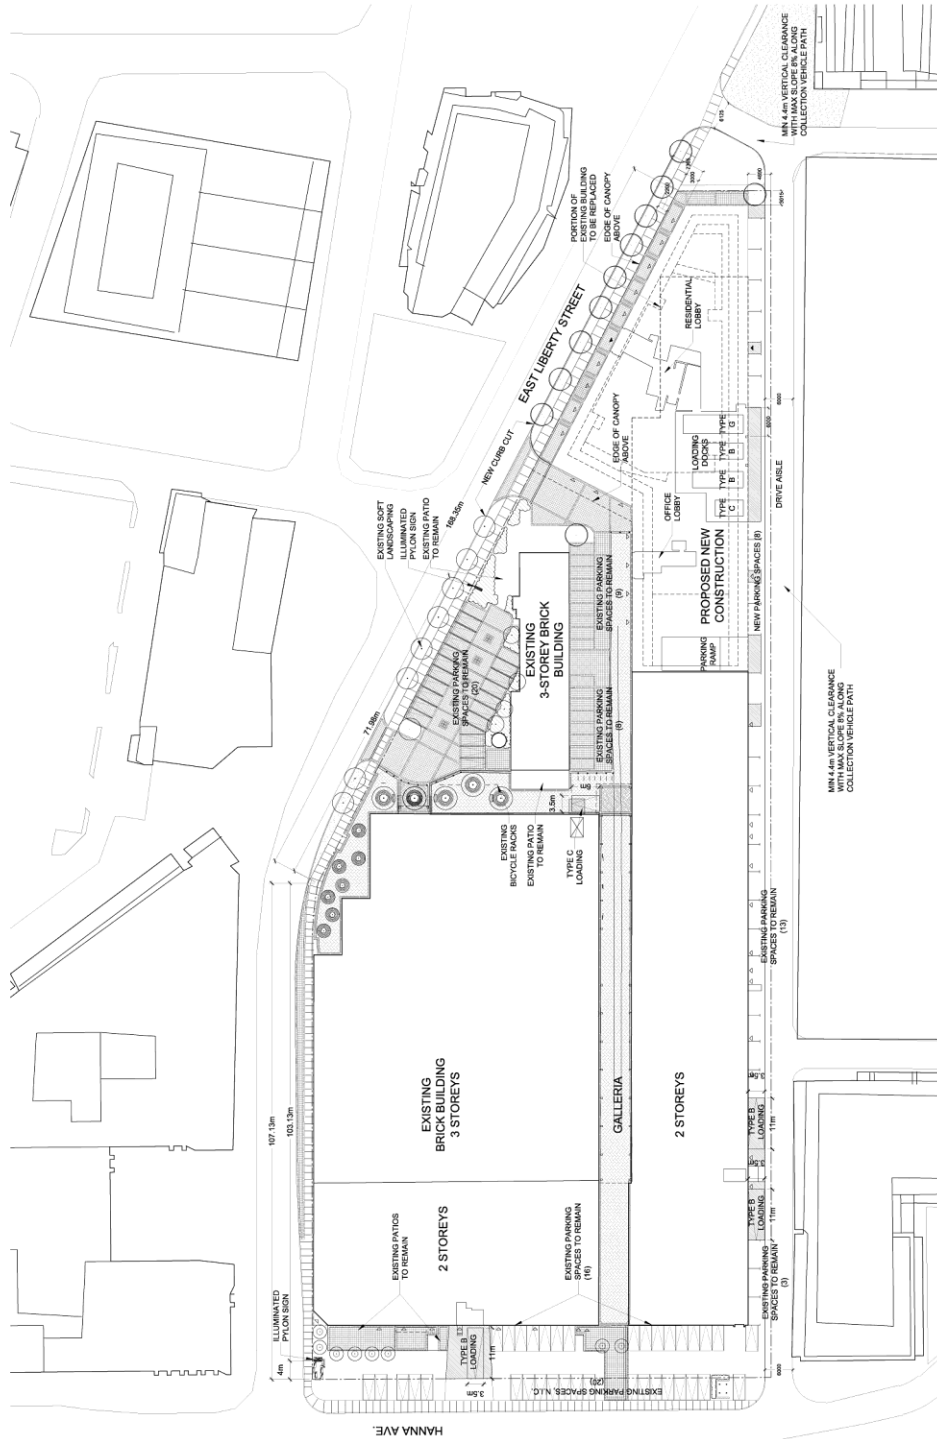 MIN 4.4m VERTICAL CLEARANCE
WITH MAX SLOPE 8% ALONG
COLLECTION VEHICLE PATH
PORTION OF
EXISTING BUILDING
TO BE REPLACED
EDGE OF CANOPY
ABOVE
EAST LIBERTY STREET
RESIDENTIAL
LOBBY
NEW CURB CUT
EDGE OF CANOPY
ABOVE
EXISTING SOFT
LANDSCAPING
ILLUMINATED
PYLON SIGN
EXISTING PATIO
TO REMAIN
168.35m
LOADING
DOCKS
TYPE
G
TYPE
B
TYPE
B
TYPE
C
OFFICE
LOBBY
DRIVE AISLE
PROPOSED NEW
CONSTRUCTION
NEW PARKING SPACES (8)
PARKING
RAMP
EXISTING PARKING
SPACES TO REMAIN
(9)
EXISTING
3-STOREY BRICK
BUILDING
EXISTING PARKING
SPACES TO REMAIN
(20)
EXISTING PARKING
SPACES TO REMAIN
(8)
71.98m
MIN 4.4m VERTICAL CLEARANCE
WITH MAX SLOPE 8% ALONG
COLLECTION VEHICLE PATH
6m
3.5m
EXISTING
BICYCLE RACKS
EXISTING PATIO
TO REMAIN
TYPE C
LOADING
EXISTING PARKING
SPACES TO REMAIN
(13)
107.13m
103.13m
EXISTING
BRICK BUILDING
3 STOREYS
GALLERIA
2 STOREYS
3.5m
TYPE B
LOADING
11m
3.5m
TYPE B
LOADING
11m
EXISTING PATIOS
TO REMAIN
2 STOREYS
EXISTING PARKING
SPACES TO REMAIN
(16)
EXISTING PARKING
SPACES TO REMAIN
(3)
ILLUMINATED
PYLON SIGN
4m
TYPE B
LOADING
11m
3.5m
EXISTING PARKING SPACES, N.I.C.
(20)
6000
HANNA AVE.